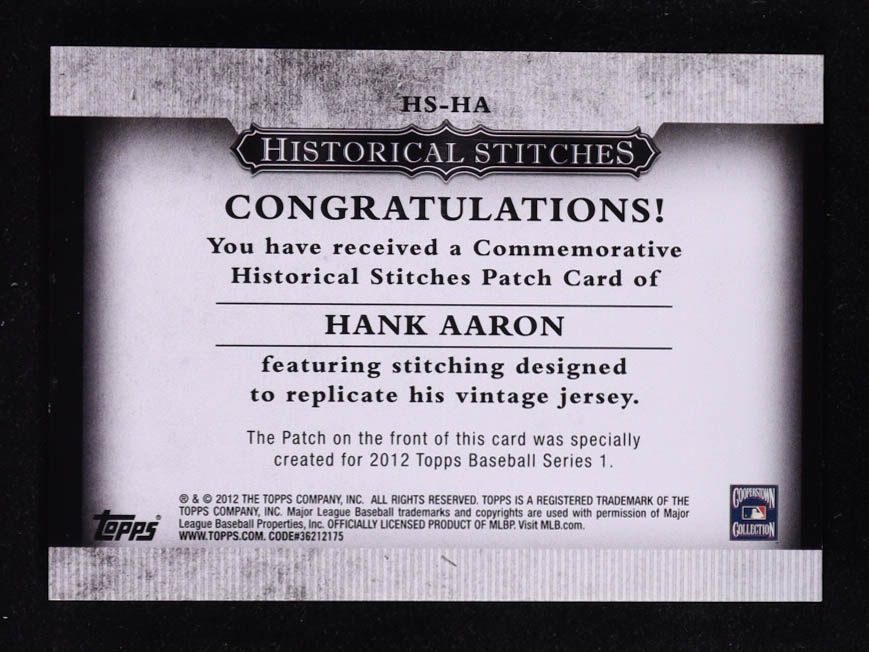 HS-HA
HISTORICAL STITCHES
CONGRATULATIONS!
You have received a Commemorative
Historical Stitches Patch Card of
HANK AARON
featuring stitching designed
to replicate his vintage jersey.
The Patch on the front of this card was specially
created for 2012 Topps Baseball Series 1.
TOPPS®
® & © 2012 THE TOPPS COMPANY, INC. ALL RIGHTS RESERVED. TOPPS IS A REGISTERED TRADEMARK OF THE
TOPPS COMPANY, INC. Major League Baseball trademarks and copyrights are used with permission of Major
League Baseball Properties, Inc. OFFICIALLY LICENSED PRODUCT OF MLBP. Visit MLB.com.
WWW.TOPPS.COM. CODE#36212175
COOPERSTOWN
COLLECTION